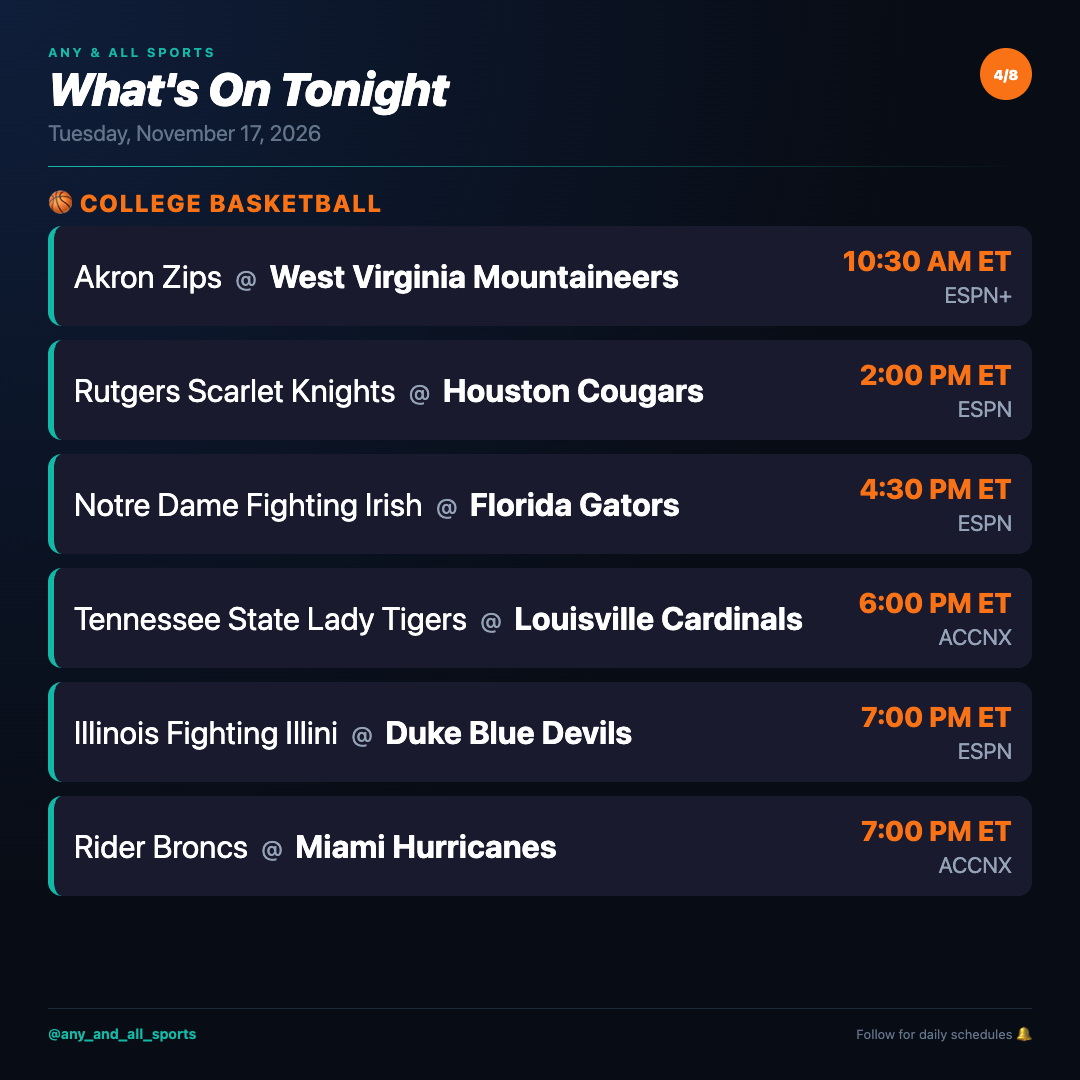 ANY & ALL SPORTS
What's On Tonight
4/8
Tuesday, November 17, 2026
🏀 COLLEGE BASKETBALL
Akron Zips @ West Virginia Mountaineers
10:30 AM ET
ESPN+
Rutgers Scarlet Knights @ Houston Cougars
2:00 PM ET
ESPN
Notre Dame Fighting Irish @ Florida Gators
4:30 PM ET
ESPN
Tennessee State Lady Tigers @ Louisville Cardinals
6:00 PM ET
ACCNX
Illinois Fighting Illini @ Duke Blue Devils
7:00 PM ET
ESPN
Rider Broncs @ Miami Hurricanes
7:00 PM ET
ACCNX
@any_and_all_sports
Follow for daily schedules 🔔